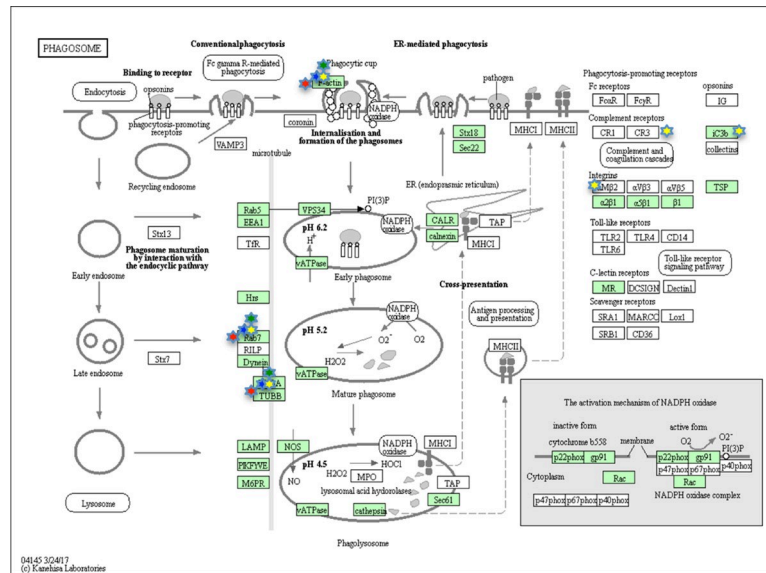 PHAGOSOME
Conventionalphagocytosis
ER-mediated phagocytosis
Phagocytic cup
Binding to receptor
Fc gamma R-mediated
phagocytosis
F-actin
Endocytosis
opsonins
phagocytosis-promoting
receptors
NADPH
oxidase
pathogen
MHCI
MHCII
coronin
VAMP3
microtubule
Internalisation and
formation of the phagosomes
Stx18
Sec22
Recycling endosome
ER (endoprasmic reticulum)
Rab5
EEA1
VPS34
PI(3)P
TfR
Stx13
Phagosome maturation
by interaction with
the endocyclic pathway
Early endosome
pH 6.2
H+
vATPase
NADPH
oxidase
Early phagosome
CALR
calnexin
TAP
MHCI
Cross-presentation
Antigen processing
and presentation
MHCII
Hrs
Rab7
RILP
Dynein
TUBB
Stx7
Late endosome
pH 5.2
NADPH
oxidase
O2-
O2
H2O2
vATPase
Mature phagosome
LAMP
PIKFYVE
M6PR
NOS
NO
pH 4.5
NADPH
oxidase
MHCI
H2O2
HOCl
MPO
lysosomal acid hydrolases
TAP
Sec61
vATPase
cathepsin
Phagolysosome
Lysosome
Phagocytosis-promoting receptors
Fc receptors
opsonins
FcαR
FcγR
IG
Complement receptors
CR1
CR3
iC3b
collectins
Complement and
coagulation cascades
Integrins
αMβ2
αVβ3
αVβ5
TSP
α2β1
α5β1
β1
Toll-like receptors
TLR2
TLR4
CD14
TLR6
Toll-like receptor
signaling pathway
C-lectin receptors
MR
DCSIGN
Dectin1
Scavenger receptors
SRA1
MARCO
Lox1
SRB1
CD36
The activation mechanism of NADPH oxidase
inactive form
active form
cytochrome b558
membrane
O2
O2-
PI(3)P
p22phox
gp91
p22phox
gp91
p47phox
p67phox
p40phox
Cytoplasm
Rac
Rac
p47phox
p67phox
p40phox
NADPH oxidase complex
04145 3/24/17
(c) Kanehisa Laboratories